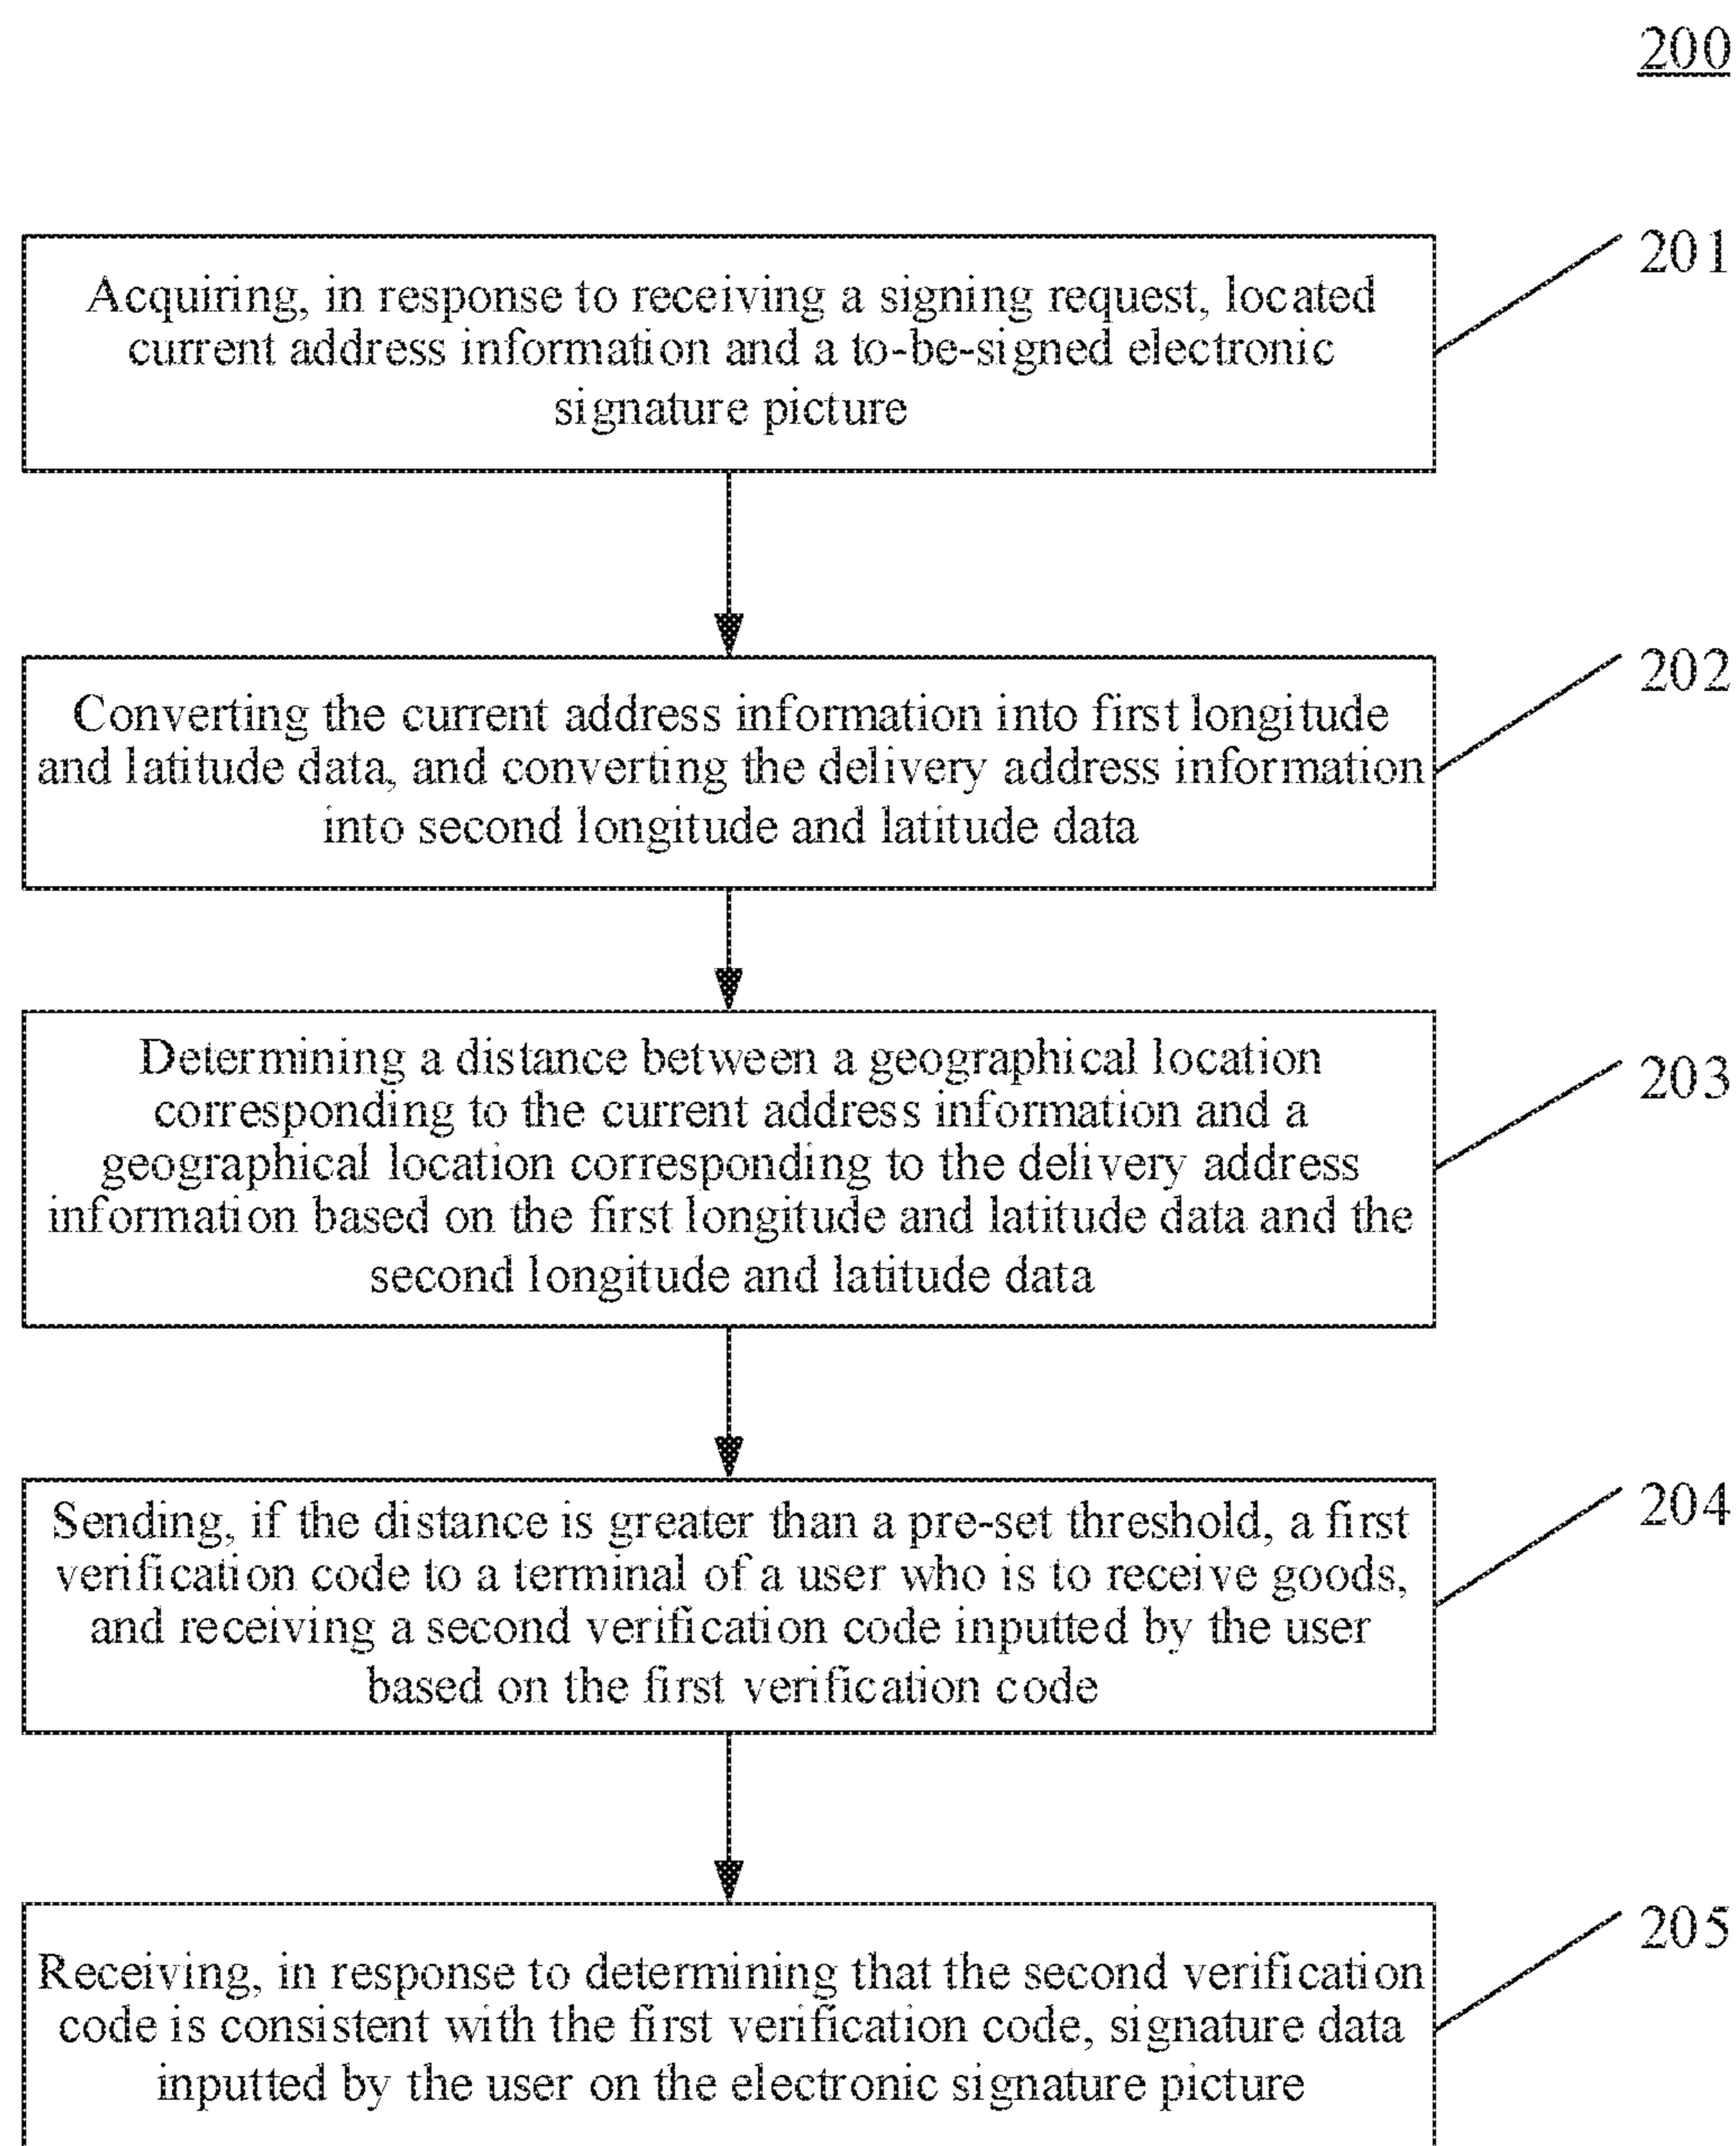 200
201
Acquiring, in response to receiving a signing request, located
current address information and a to-be-signed electronic
signature picture
202
Converting the current address information into first longitude
and latitude data, and converting the delivery address information
into second longitude and latitude data
203
Determining a distance between a geographical location
corresponding to the current address information and a
geographical location corresponding to the delivery address
information based on the first longitude and latitude data and the
second longitude and latitude data
204
Sending, if the distance is greater than a pre-set threshold, a first
verification code to a terminal of a user who is to receive goods,
and receiving a second verification code inputted by the user
based on the first verification code
205
Receiving, in response to determining that the second verification
code is consistent with the first verification code, signature data
inputted by the user on the electronic signature picture